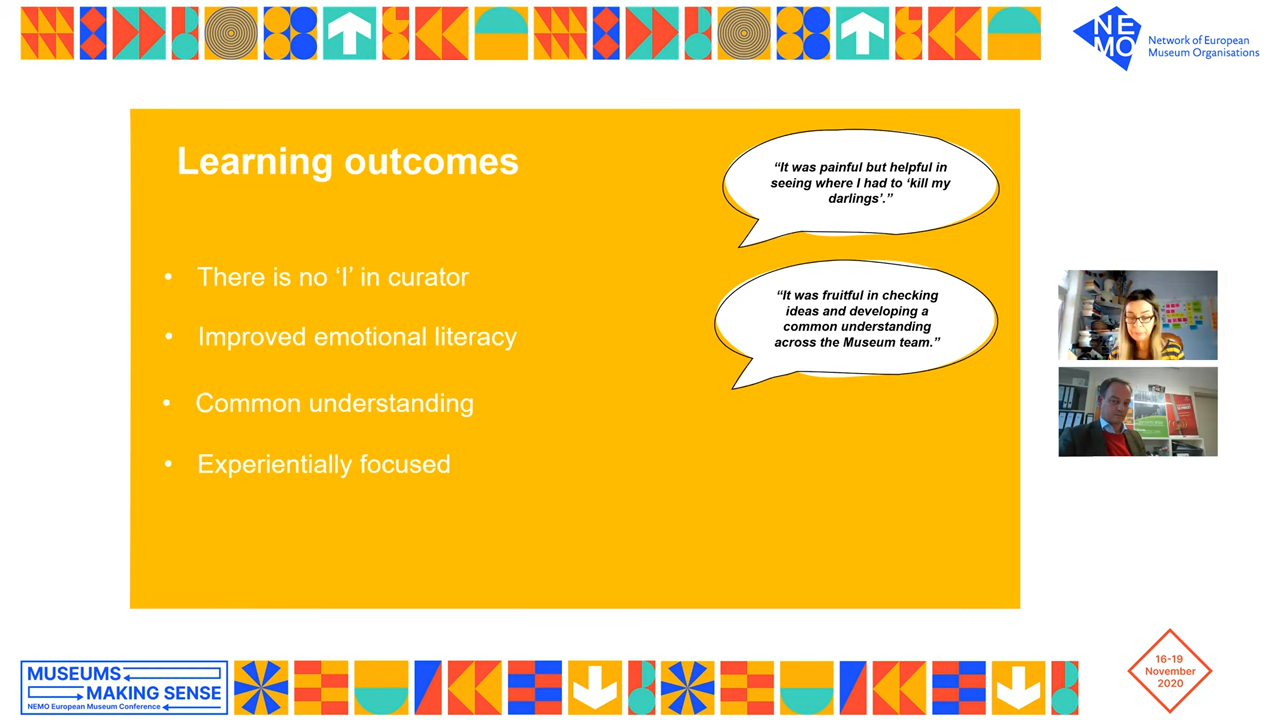 NE
MO
Network of European
Museum Organisations
Learning outcomes
“It was painful but helpful in
seeing where I had to ‘kill my
darlings’.”
“It was fruitful in checking
ideas and developing a
common understanding
across the Museum team.”
• There is no ‘I’ in curator
• Improved emotional literacy
• Common understanding
• Experientially focused
MUSEUMS
MAKING SENSE
NEMO European Museum Conference
16-19
November
2020